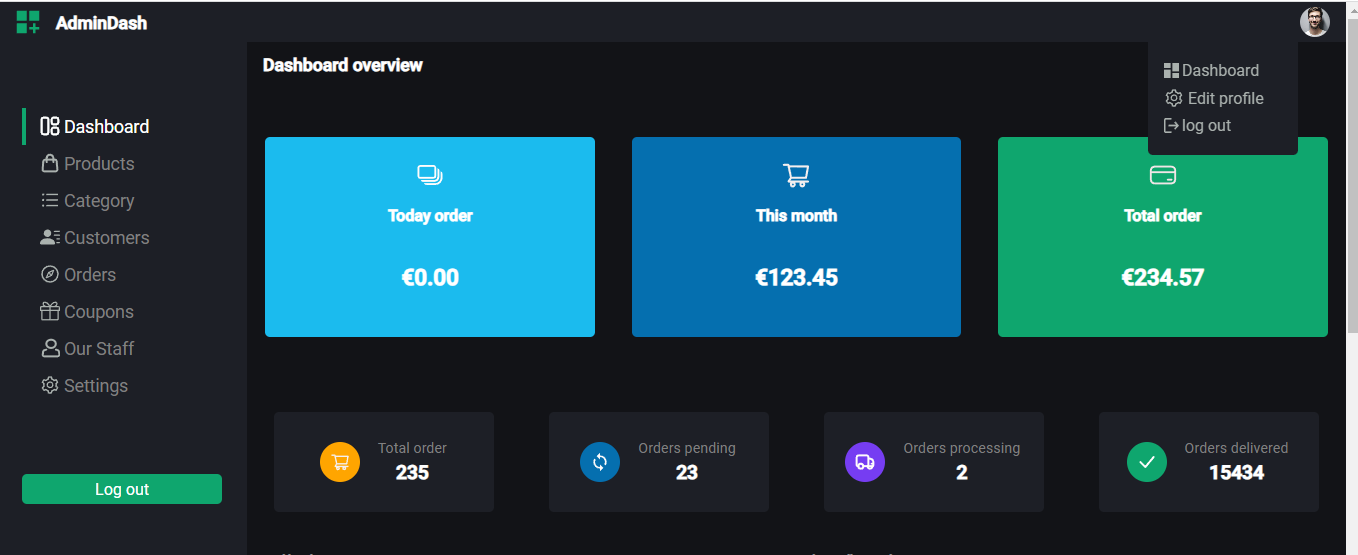 AdminDash
Dashboard overview
Dashboard
Edit profile
log out
Dashboard
Products
Category
Customers
Orders
Coupons
Our Staff
Settings
Log out
Today order
€0.00
This month
€123.45
Total order
€234.57
Total order
235
Orders pending
23
Orders processing
2
Orders delivered
15434